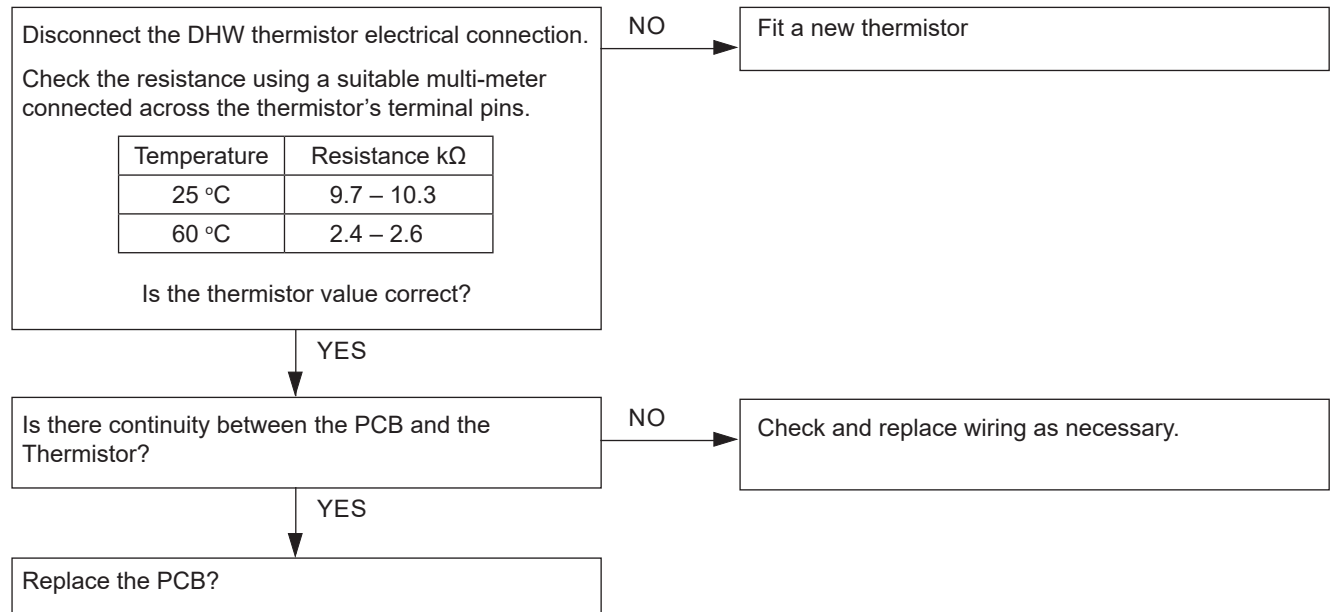 Disconnect the DHW thermistor electrical connection.
NO
Fit a new thermistor
Check the resistance using a suitable multi-meter
connected across the thermistor’s terminal pins.
Temperature Resistance kΩ
25 °C 9.7 – 10.3
60 °C 2.4 – 2.6
Is the thermistor value correct?
YES
Is there continuity between the PCB and the
Thermistor?
NO
Check and replace wiring as necessary.
YES
Replace the PCB?